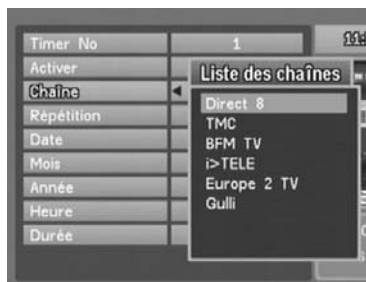 Timer No 1
Activer
Chaîne
Répétition
Date
Mois
Année
Heure
Durée
Liste des chaînes
Direct 8
TMC
BFM TV
i>TELE
Europe 2 TV
Gulli